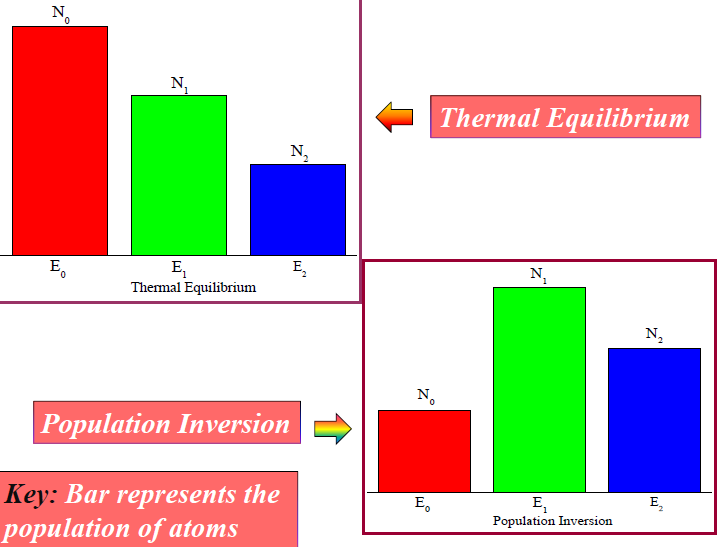 N₀
N₁
N₂
E₀ E₁ E₂
Thermal Equilibrium
Thermal Equilibrium
N₁
N₂
N₀
E₀ E₁ E₂
Population Inversion
Population Inversion
Key: Bar represents the
population of atoms